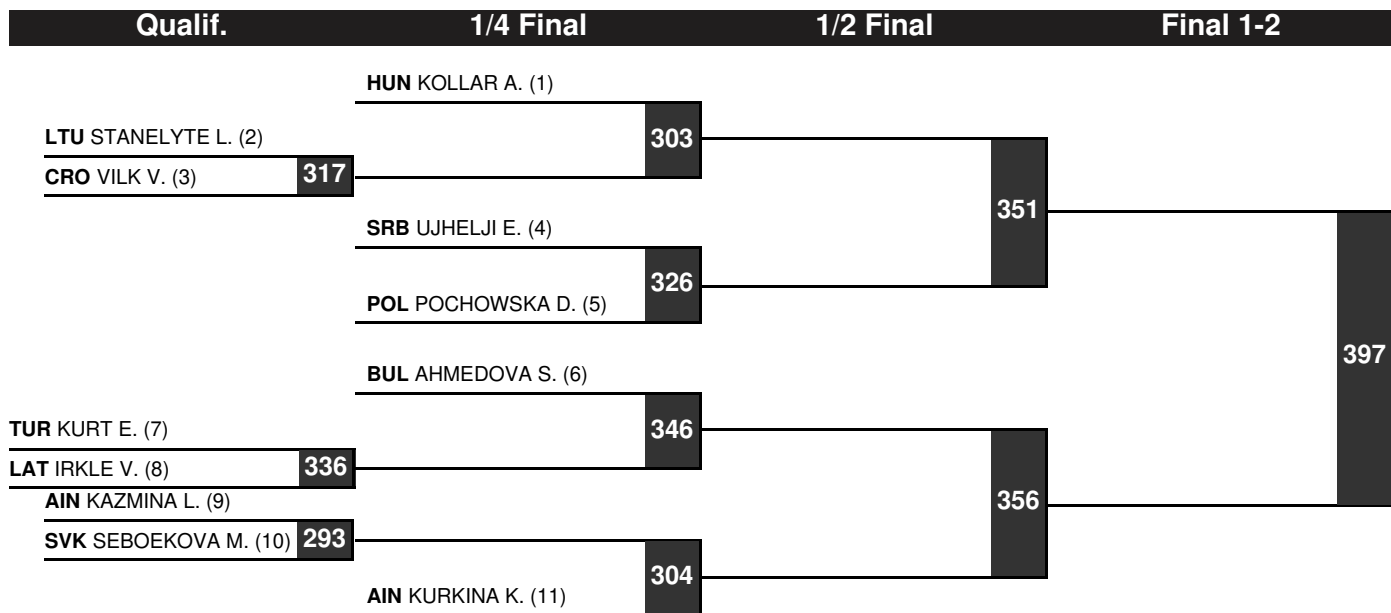 Qualif. 1/4 Final 1/2 Final Final 1-2
HUN KOLLAR A. (1)
303
LTU STANELYTE L. (2)
317
CRO VILK V. (3)
351
SRB UJHELJI E. (4)
326
POL POCHOWSKA D. (5)
397
BUL AHMEDOVA S. (6)
346
TUR KURT E. (7)
336
LAT IRKLE V. (8)
356
AIN KAZMINA L. (9)
293
SVK SEBOEKOVA M. (10)
304
AIN KURKINA K. (11)